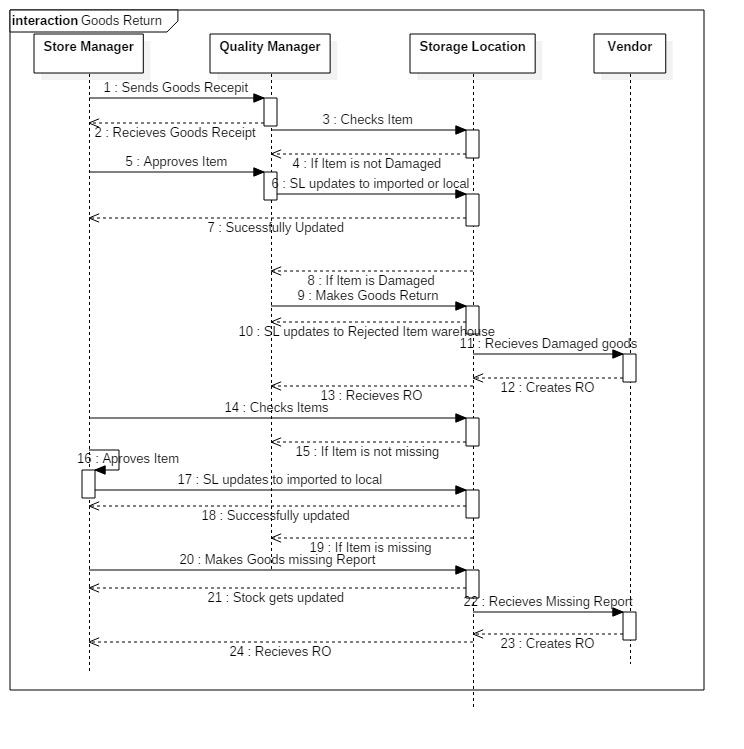 interaction Goods Return
Store Manager
Quality Manager
Storage Location
Vendor
1 : Sends Goods Recepit
2 : Recieves Goods Receipt
3 : Checks Item
4 : If Item is not Damaged
5 : Approves Item
6 : SL updates to imported or local
7 : Sucessfully Updated
8 : If Item is Damaged
9 : Makes Goods Return
10 : SL updates to Rejected Item warehouse
11 : Recieves Damaged goods
12 : Creates RO
13 : Recieves RO
14 : Checks Items
15 : If Item is not missing
16 : Aproves Item
17 : SL updates to imported to local
18 : Successfully updated
19 : If Item is missing
20 : Makes Goods missing Report
21 : Stock gets updated
22 : Recieves Missing Report
23 : Creates RO
24 : Recieves RO